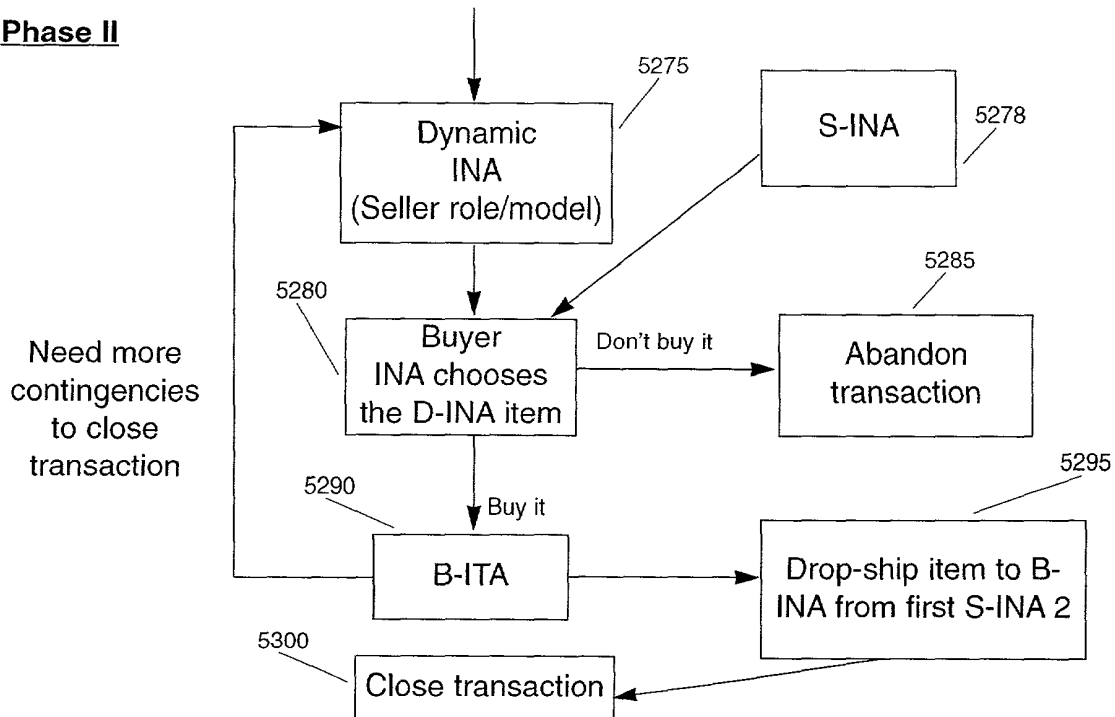 Phase II
5275
Dynamic
INA
(Seller role/model)
S-INA
5278
5280
Buyer
INA chooses
the D-INA item
Don't buy it
5285
Abandon
transaction
Need more
contingencies
to close
transaction
5290
Buy it
B-ITA
5295
Drop-ship item to B-
INA from first S-INA 2
5300
Close transaction